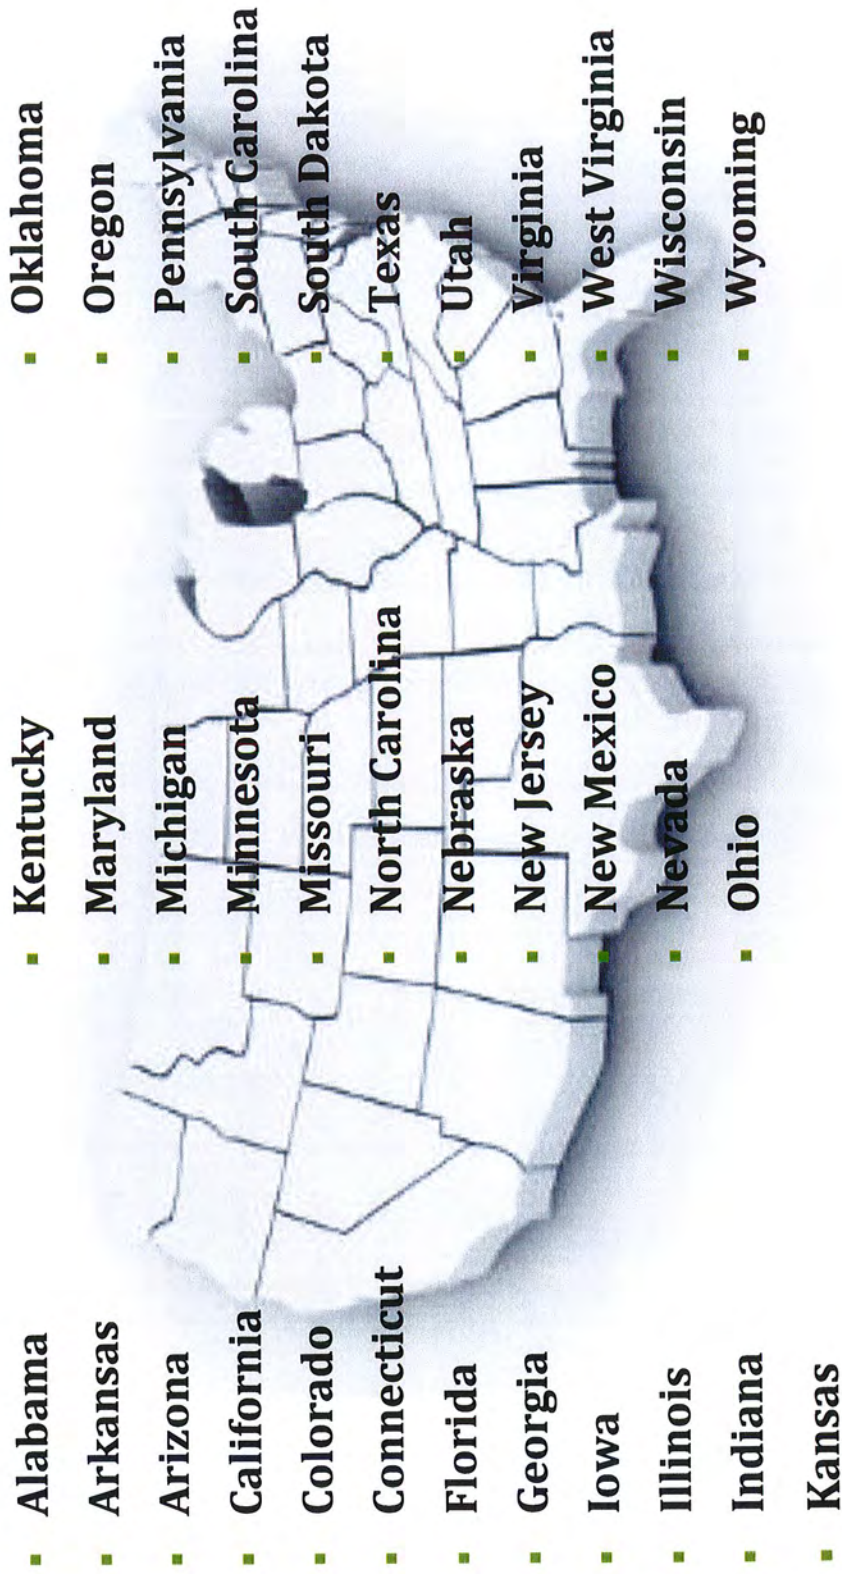 ▪ Alabama
▪ Arkansas
▪ Arizona
▪ California
▪ Colorado
▪ Connecticut
▪ Florida
▪ Georgia
▪ Iowa
▪ Illinois
▪ Indiana
▪ Kansas
▪ Kentucky
▪ Maryland
▪ Michigan
▪ Minnesota
▪ Missouri
▪ North Carolina
▪ Nebraska
▪ New Jersey
▪ New Mexico
▪ Nevada
▪ Ohio
▪ Oklahoma
▪ Oregon
▪ Pennsylvania
▪ South Carolina
▪ South Dakota
▪ Texas
▪ Utah
▪ Virginia
▪ West Virginia
▪ Wisconsin
▪ Wyoming